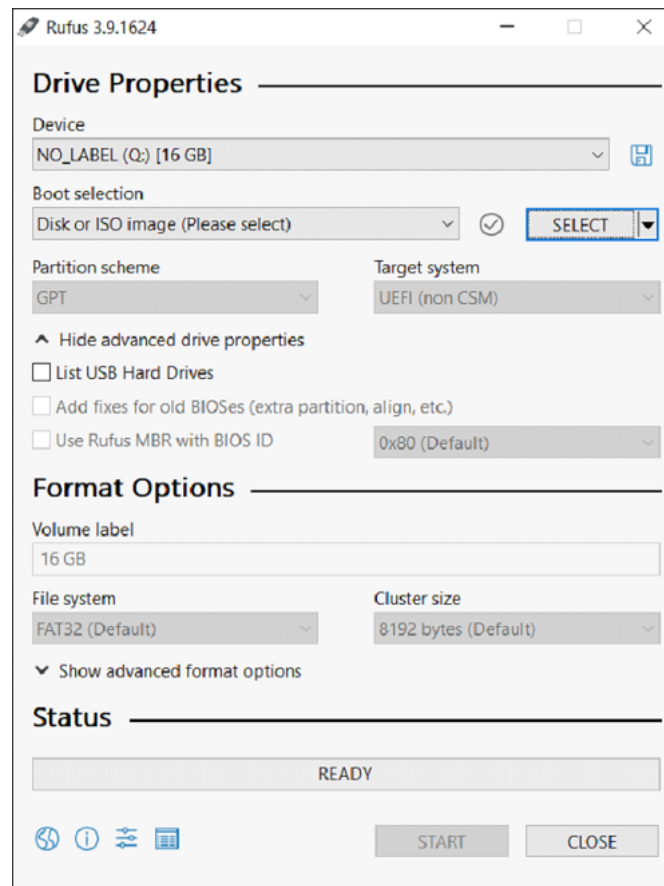 Rufus 3.9.1624
Drive Properties
Device
NO_LABEL (Q:) [16 GB]
Boot selection
Disk or ISO image (Please select)
SELECT
Partition scheme
Target system
GPT
UEFI (non CSM)
Hide advanced drive properties
List USB Hard Drives
Add fixes for old BIOSes (extra partition, align, etc.)
Use Rufus MBR with BIOS ID
0x80 (Default)
Format Options
Volume label
16 GB
File system
Cluster size
FAT32 (Default)
8192 bytes (Default)
Show advanced format options
Status
READY
START
CLOSE